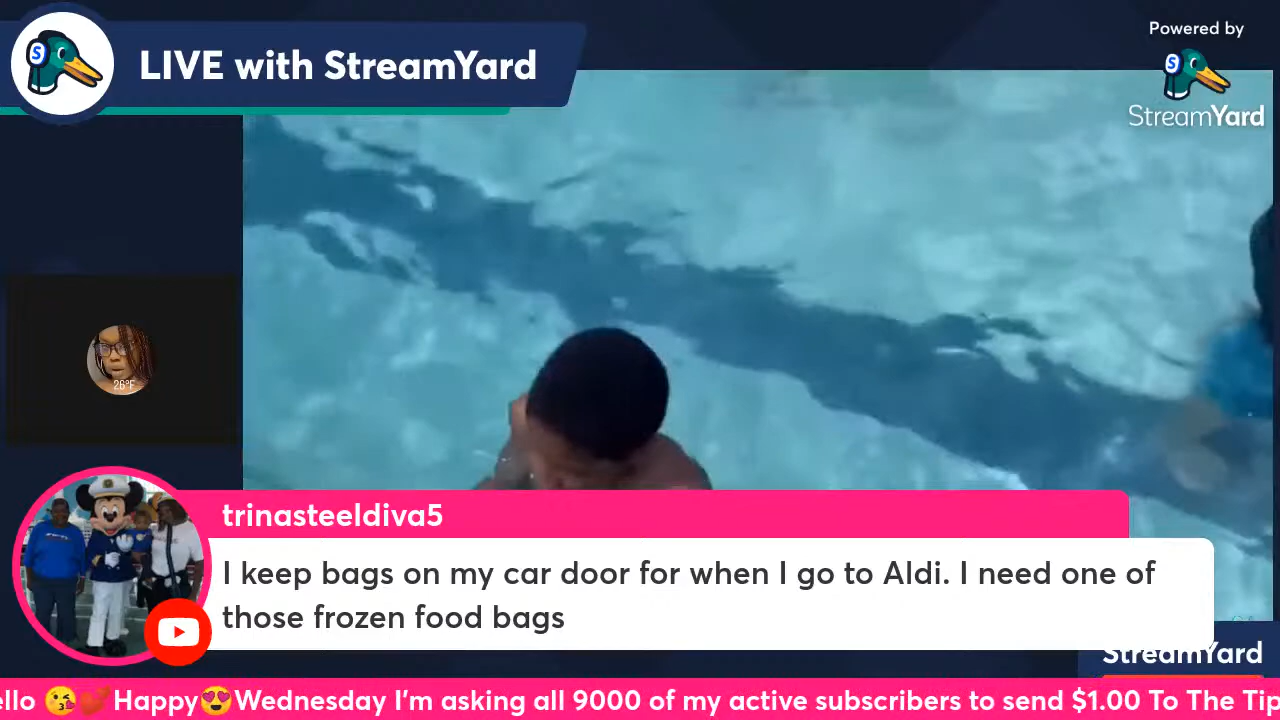 LIVE with StreamYard
Powered by
StreamYard
26°F
trinasteeldiva5
I keep bags on my car door for when I go to Aldi. I need one of
those frozen food bags
StreamYard
ello 😘❤️ Happy😍Wednesday I'm asking all 9000 of my active subscribers to send $1.00 To The Tip